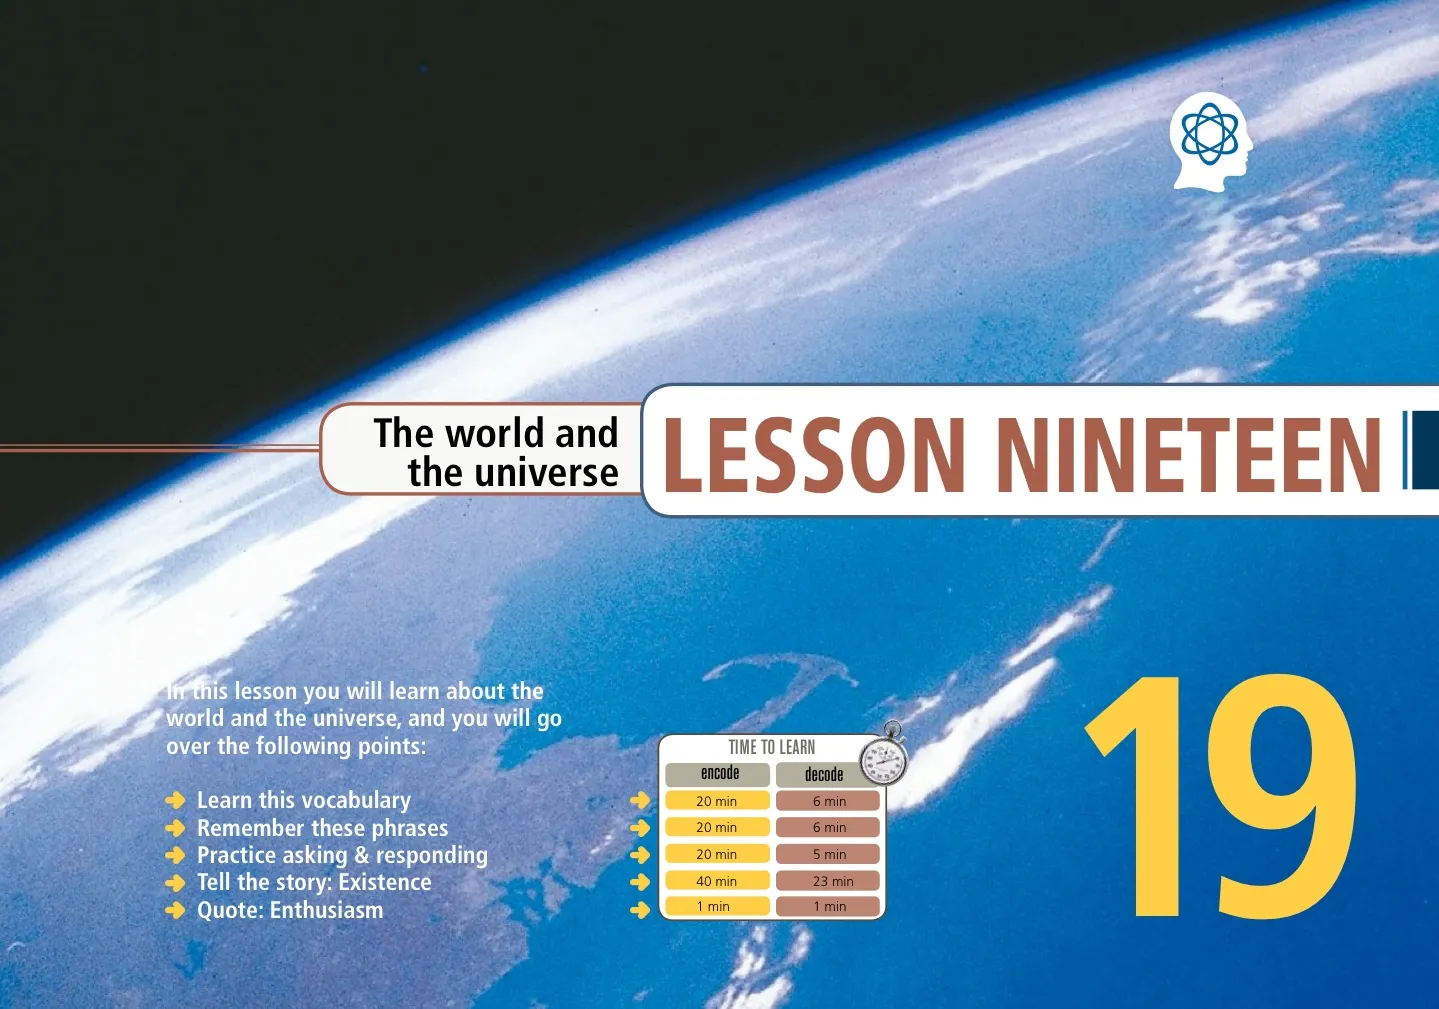 The world and
the universe
LESSON NINETEEN
In this lesson you will learn about the
world and the universe, and you will go
over the following points:
Learn this vocabulary
Remember these phrases
Practice asking & responding
Tell the story: Existence
Quote: Enthusiasm
TIME TO LEARN
encode decode
20 min 6 min
20 min 6 min
20 min 5 min
40 min 23 min
1 min 1 min
19